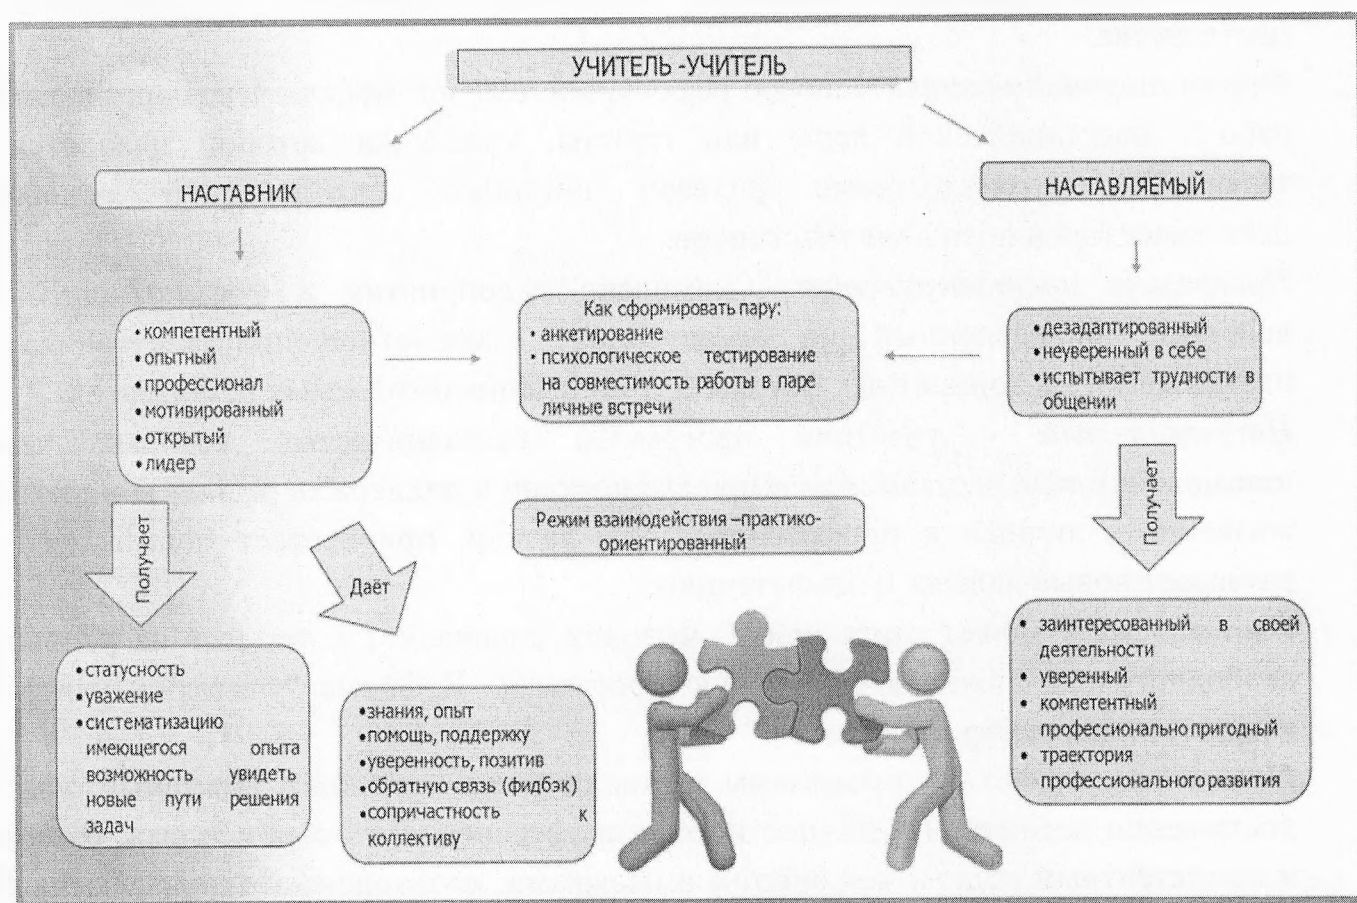 УЧИТЕЛЬ -УЧИТЕЛЬ
НАСТАВНИК
НАСТАВЛЯЕМЫЙ
•компетентный
•опытный
•профессионал
•мотивированный
•открытый
•лидер
Как сформировать пару:
• анкетирование
• психологическое тестирование
на совместимость работы в паре
личные встречи
•дезадаптированный
•неуверенный в себе
•испытывает трудности в
общении
Режим взаимодействия –практико-
ориентированный
Получает
Даёт
Получает
•статусность
•уважение
•систематизацию
имеющегося опыта
возможность увидеть
новые пути решения
задач
•знания, опыт
•помощь, поддержку
•уверенность, позитив
•обратную связь (фидбэк)
•сопричастность к
коллективу
• заинтересованный в своей
деятельности
• уверенный
• компетентный
профессионально пригодный
• траектория
профессионального развития